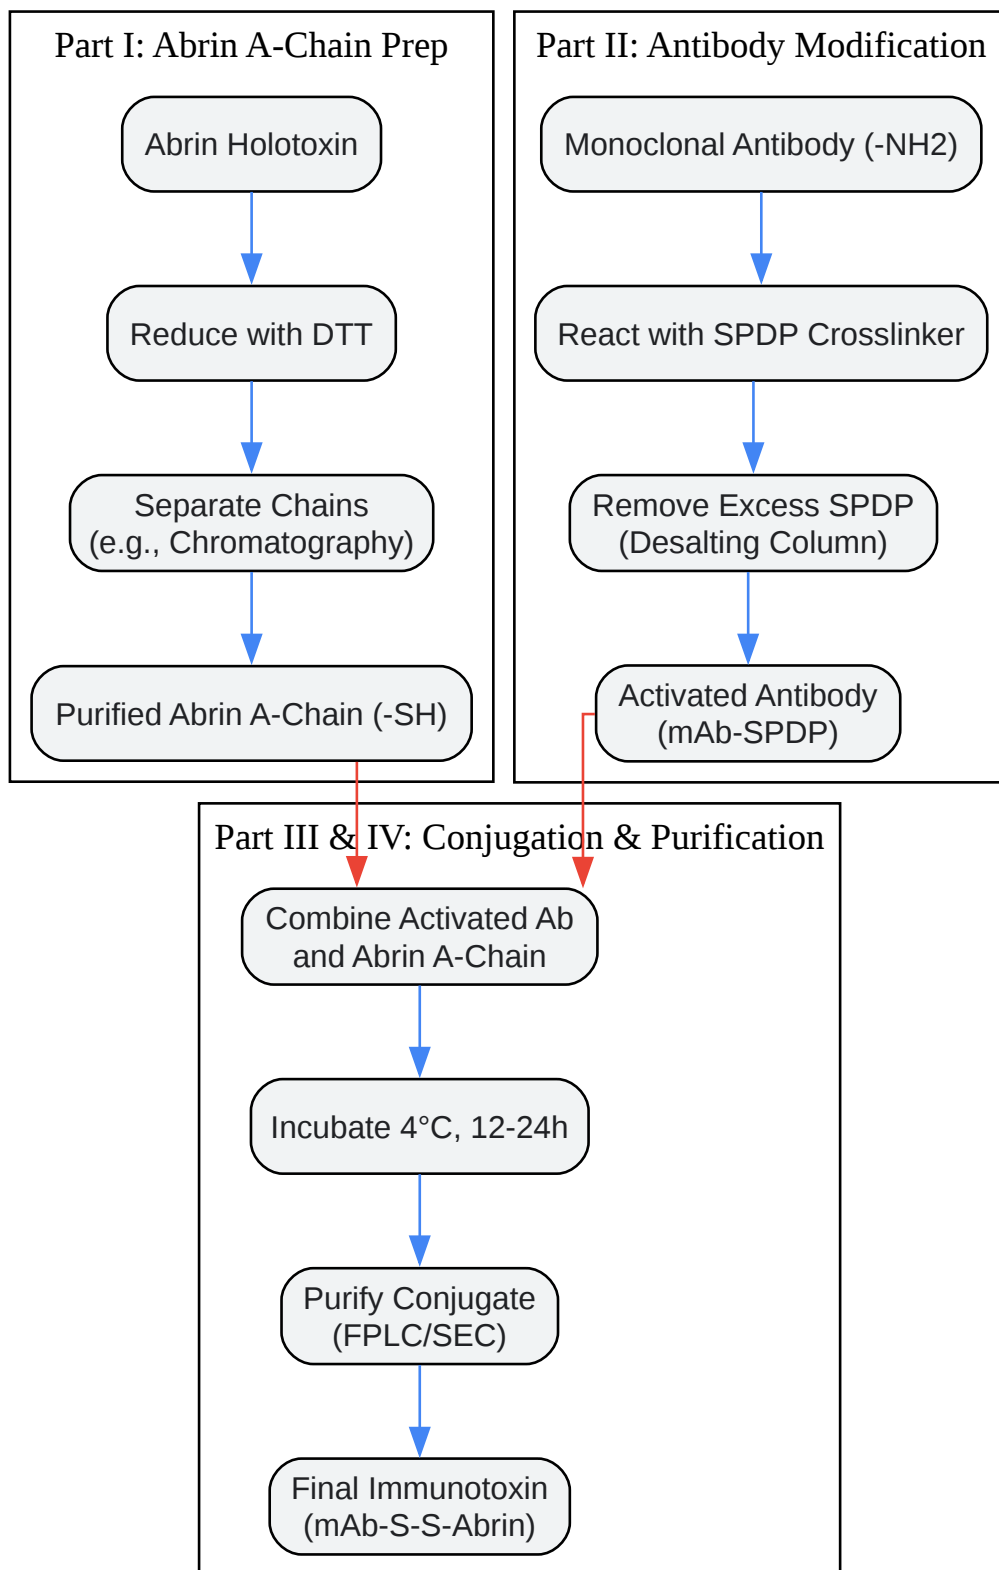 Part I: Abrin A-Chain Prep
Abrin Holotoxin
Reduce with DTT
Separate Chains
(e.g., Chromatography)
Purified Abrin A-Chain (-SH)
Part II: Antibody Modification
Monoclonal Antibody (-NH2)
React with SPDP Crosslinker
Remove Excess SPDP
(Desalting Column)
Activated Antibody
(mAb-SPDP)
Part III & IV: Conjugation & Purification
Combine Activated Ab
and Abrin A-Chain
Incubate 4°C, 12-24h
Purify Conjugate
(FPLC/SEC)
Final Immunotoxin
(mAb-S-S-Abrin)